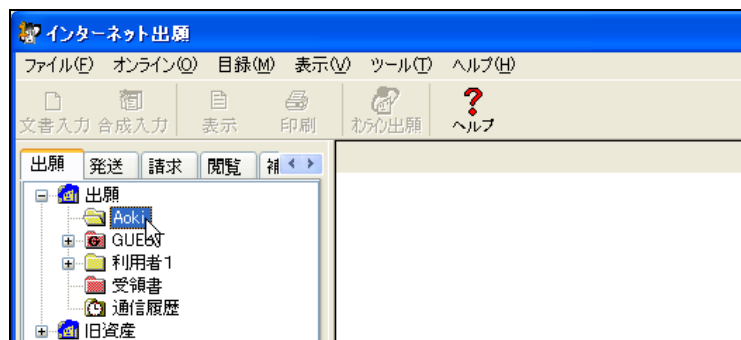 インターネット出願
ファイル(F) オンライン(O) 目録(M) 表示(V) ツール(T) ヘルプ(H)
文書入力 合成入力 表示 印刷 オンライン出願 ヘルプ
出願 発送 請求 閲覧 補
出願
Aoki
GUEST
利用者1
受領書
通信履歴
旧資産